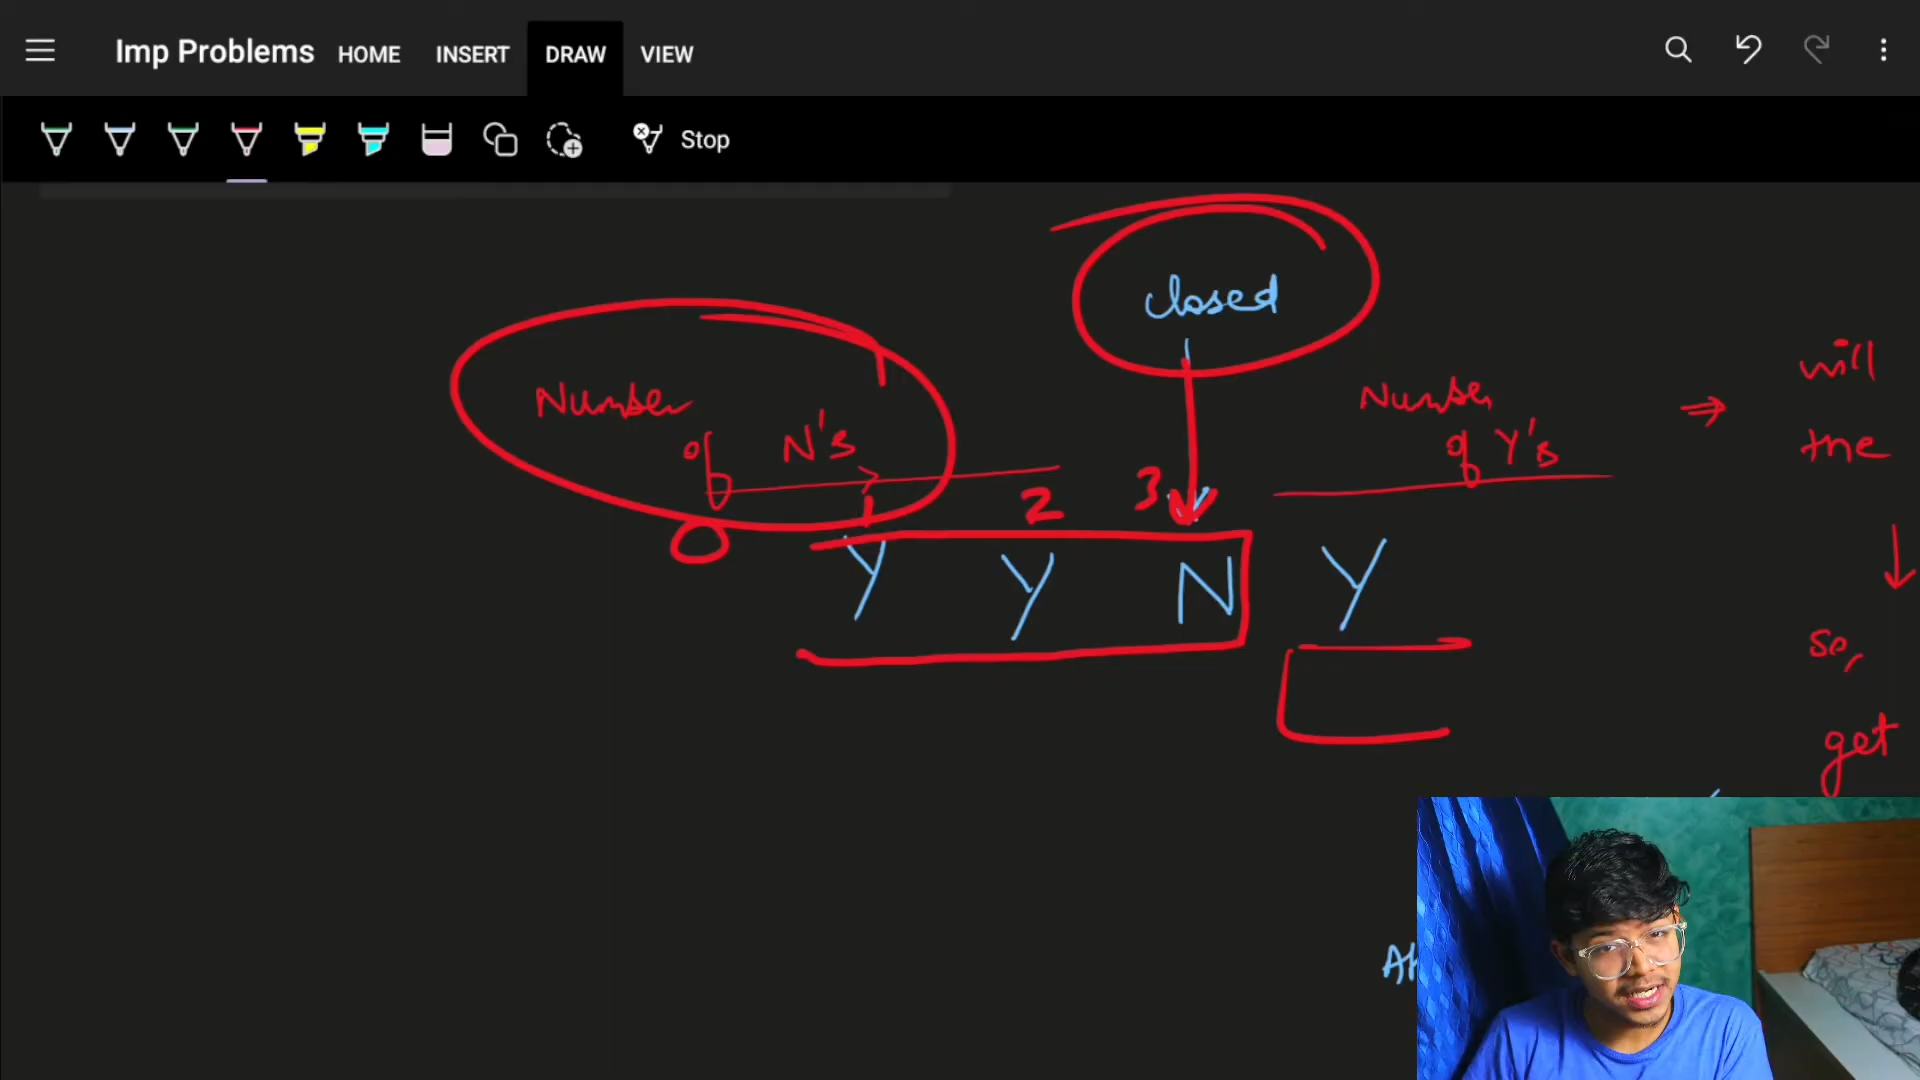 Imp Problems HOME INSERT DRAW VIEW
Stop
closed
Number
of N's
Number
of Y's
⇒ will
the
0 1 2 3
Y Y N Y
so,
get